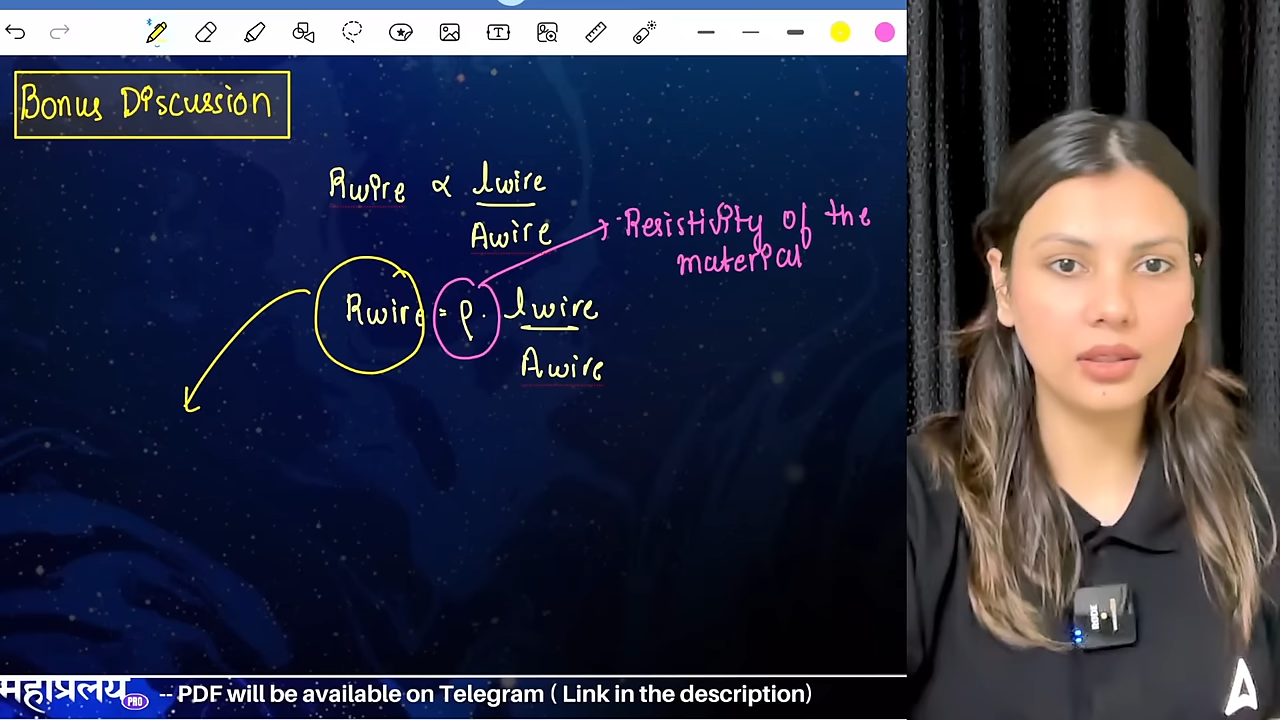 Bonus Discussion
Rwire ∝ lwire
Awire
Resistivity of the
material
Rwire = ρ. lwire
Awire
RODE
महाप्रलय PRO -- PDF will be available on Telegram ( Link in the description)